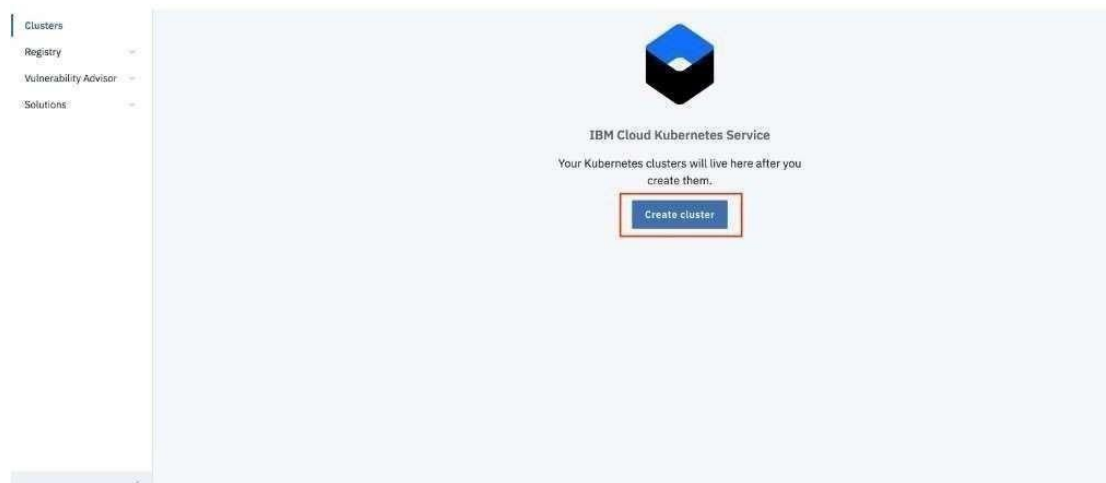 Clusters
Registry
Vulnerability Advisor
Solutions
IBM Cloud Kubernetes Service
Your Kubernetes clusters will live here after you
create them.
Create cluster